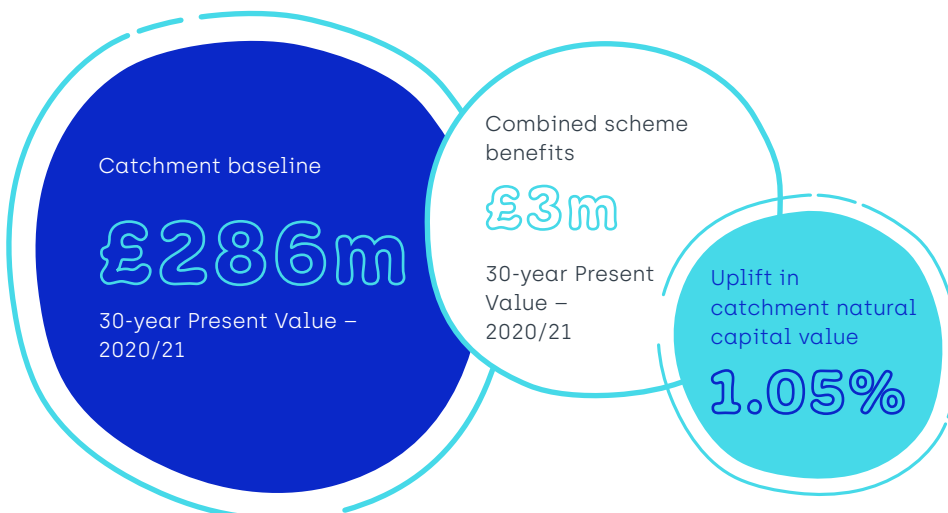 Catchment baseline
£286m
30-year Present Value –
2020/21
Combined scheme
benefits
£3m
30-year Present
Value –
2020/21
Uplift in
catchment natural
capital value
1.05%